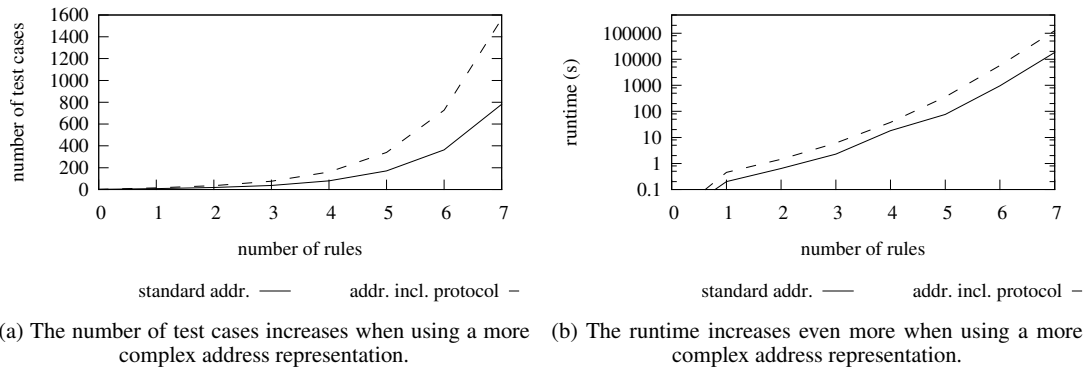 1600
1400
1200
1000
800
600
400
200
0
number of test cases
0 1 2 3 4 5 6 7
number of rules
standard addr.
addr. incl. protocol
(a) The number of test cases increases when using a more
complex address representation.
100000
10000
1000
100
10
1
0.1
runtime (s)
0 1 2 3 4 5 6 7
number of rules
standard addr.
addr. incl. protocol
(b) The runtime increases even more when using a more
complex address representation.